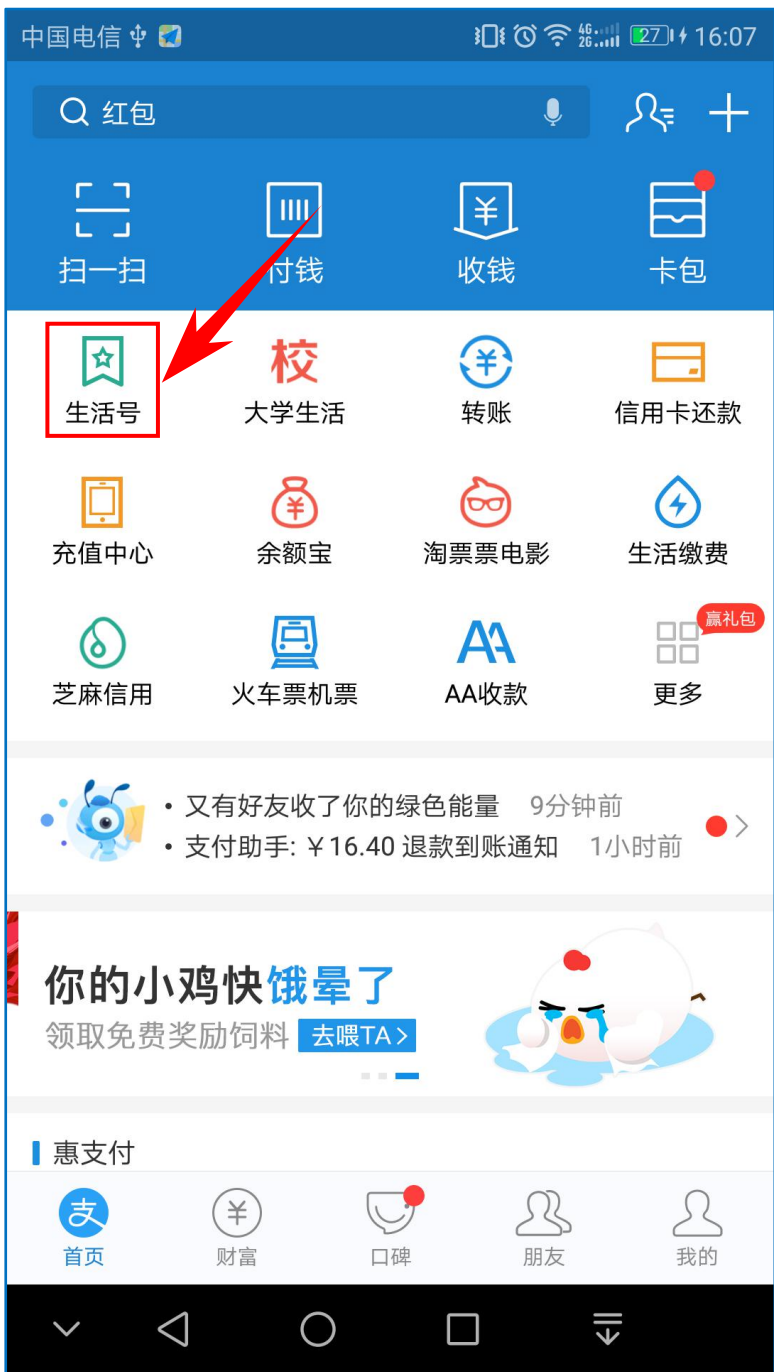 中国电信 4G 2G 27 16:07
红包
扫一扫 付钱 收钱 卡包
校
生活号 大学生活 转账 信用卡还款
充值中心 余额宝 淘票票电影 生活缴费
赢礼包
芝麻信用 火车票机票 AA收款 更多
• 又有好友收了你的绿色能量 9分钟前
• 支付助手: ¥16.40 退款到账通知 1小时前
你的小鸡快饿晕了
领取免费奖励饲料 去喂TA>
惠支付
支
首页 财富 口碑 朋友 我的